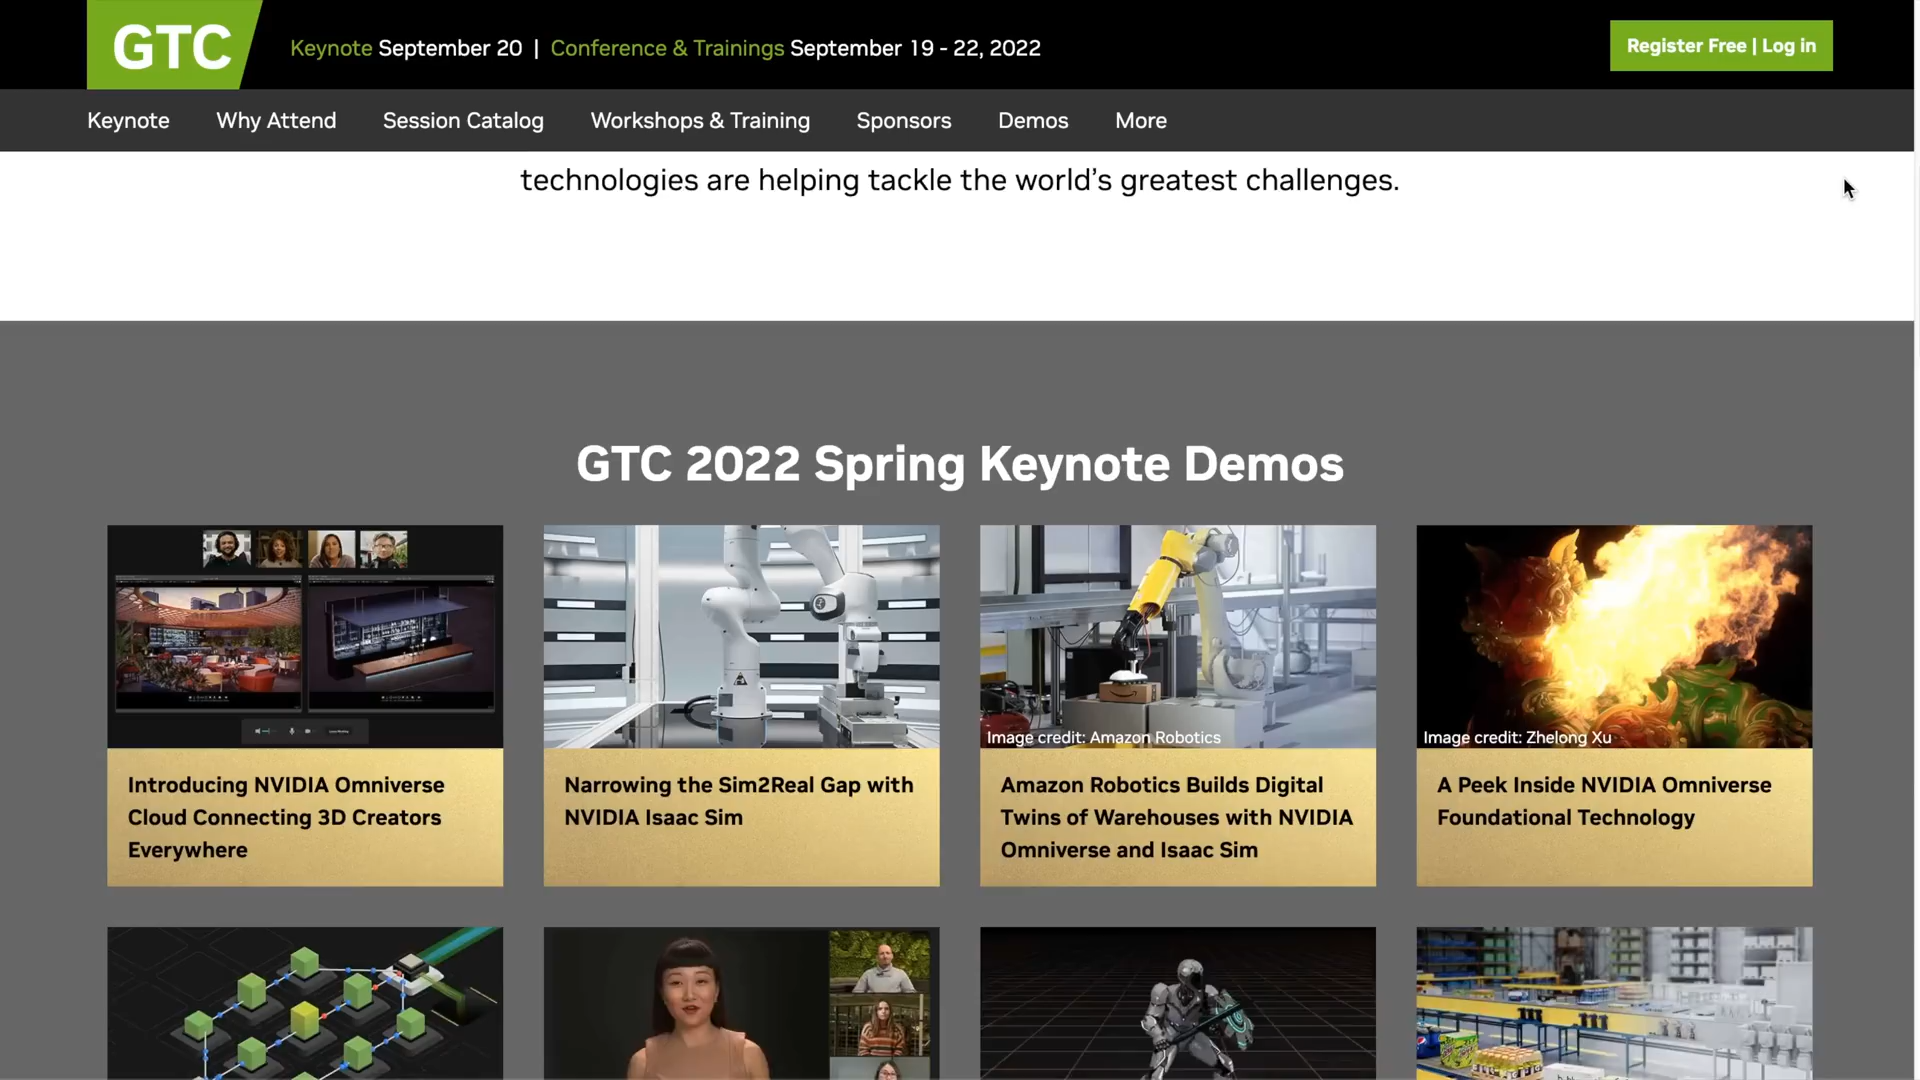 GTC
Keynote September 20 | Conference & Trainings September 19 - 22, 2022
Register Free | Log in
Keynote
Why Attend
Session Catalog
Workshops & Training
Sponsors
Demos
More
technologies are helping tackle the world’s greatest challenges.
GTC 2022 Spring Keynote Demos
Introducing NVIDIA Omniverse
Cloud Connecting 3D Creators
Everywhere
Narrowing the Sim2Real Gap with
NVIDIA Isaac Sim
Image credit: Amazon Robotics
Amazon Robotics Builds Digital
Twins of Warehouses with NVIDIA
Omniverse and Isaac Sim
Image credit: Zhelong Xu
A Peek Inside NVIDIA Omniverse
Foundational Technology